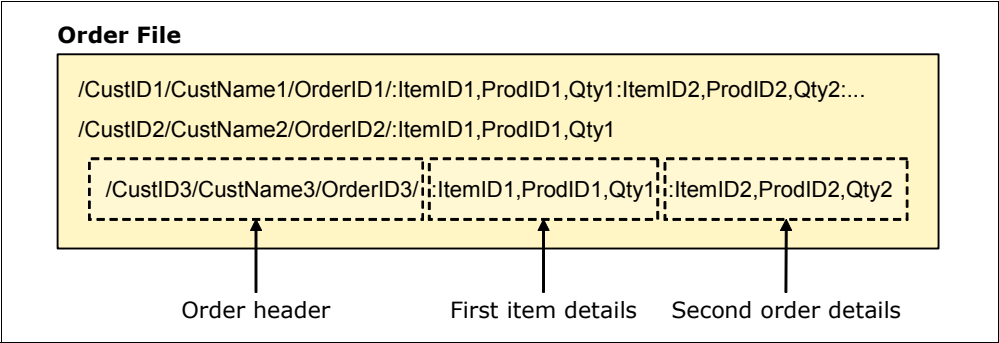 Order File
/CustID1/CustName1/OrderID1/:ItemID1,ProdID1,Qty1:ItemID2,ProdID2,Qty2:...
/CustID2/CustName2/OrderID2/:ItemID1,ProdID1,Qty1
/CustID3/CustName3/OrderID3/ :ItemID1,ProdID1,Qty1 :ItemID2,ProdID2,Qty2
Order header First item details Second order details